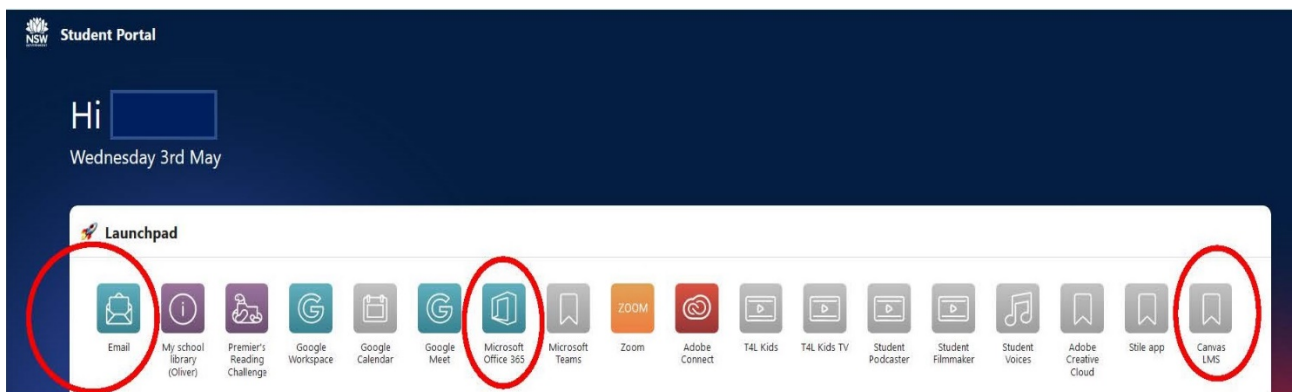 NSW
Student Portal
Hi
Wednesday 3rd May
Launchpad
ZOOM
Email
My school library (Oliver)
Premier's Reading Challenge
Google Workspace
Google Calendar
Google Meet
Microsoft Office 365
Microsoft Teams
Zoom
Adobe Connect
T4L Kids
T4L Kids TV
Student Podcaster
Student Filmmaker
Student Voices
Adobe Creative Cloud
Stile app
Canvas LMS